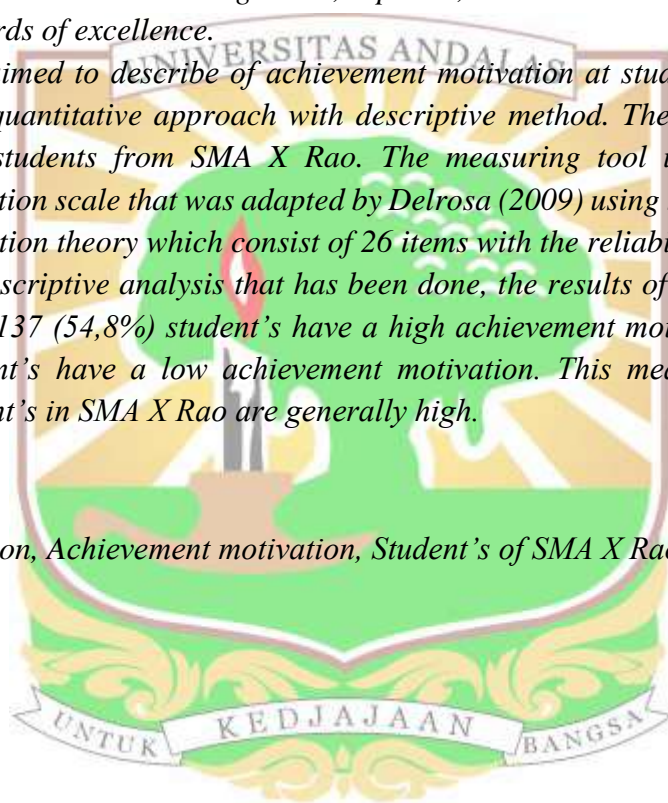 rds of excellence.
UNIVERSITAS ANDALAS
aimed to describe of achievement motivation at stud
quantitative approach with descriptive method. The
students from SMA X Rao. The measuring tool
tion scale that was adapted by Delrosa (2009) using
tion theory which consist of 26 items with the reliabi
scriptive analysis that has been done, the results of
137 (54,8%) student’s have a high achievement mo
nt’s have a low achievement motivation. This mea
nt’s in SMA X Rao are generally high.
on, Achievement motivation, Student’s of SMA X Rao
UNTUK KEDJAJAAN BANGSA